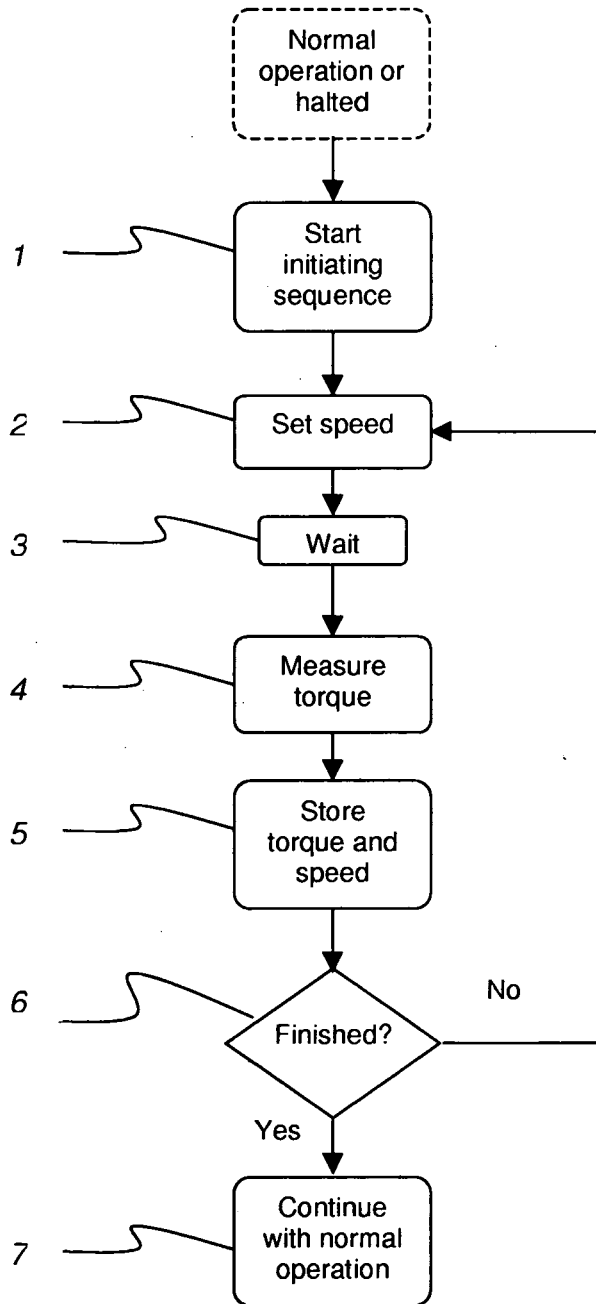 Normal
operation or
halted
1
Start
initiating
sequence
2
Set speed
3
Wait
4
Measure
torque
5
Store
torque and
speed
6
Finished?
No
Yes
7
Continue
with normal
operation